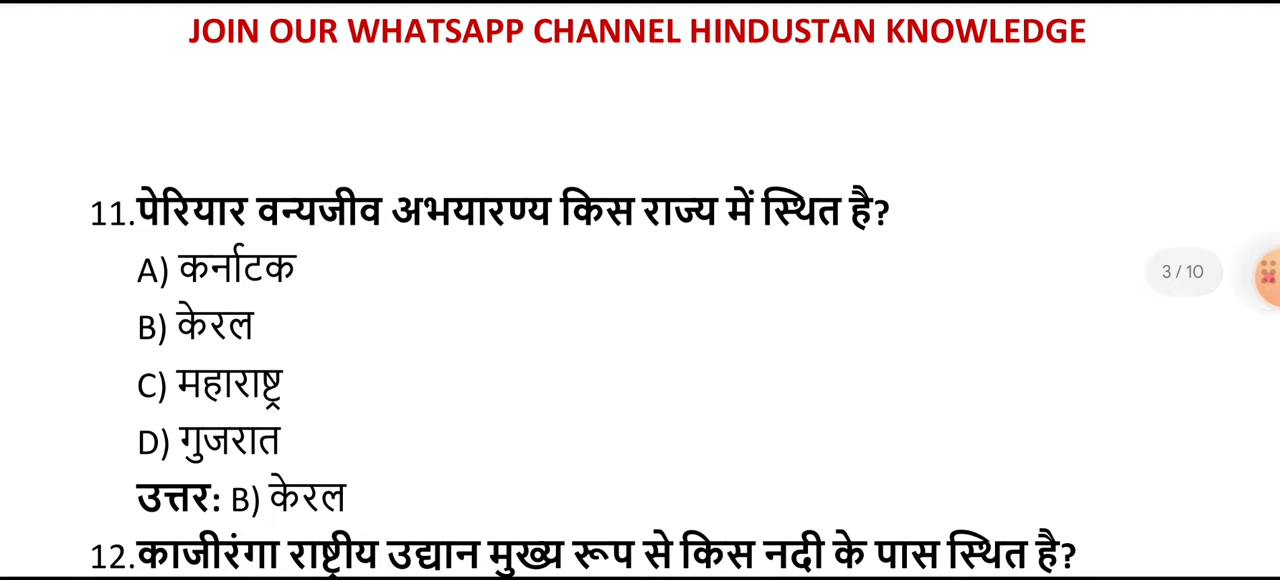 JOIN OUR WHATSAPP CHANNEL HINDUSTAN KNOWLEDGE
11.पेरियार वन्यजीव अभयारण्य किस राज्य में स्थित है?
A) कर्नाटक
B) केरल
C) महाराष्ट्र
D) गुजरात
उत्तर: B) केरल
12.काजीरंगा राष्ट्रीय उद्यान मुख्य रूप से किस नदी के पास स्थित है?
3 / 10